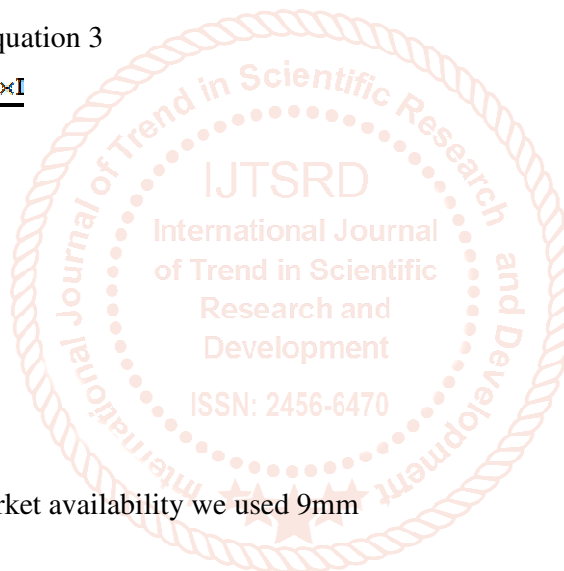 quation 3
×I
International Journal of Trend in Scientific Research and Development
IJTSRD
International Journal
of Trend in Scientific
Research and
Development
ISSN: 2456-6470
rket availability we used 9mm